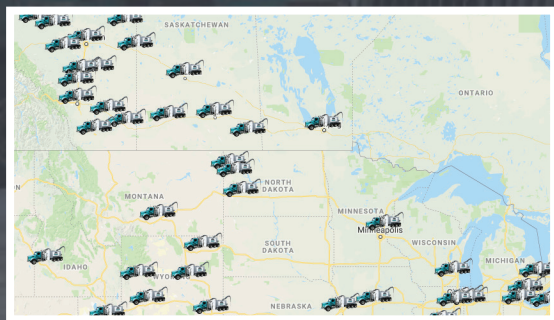 SASKATCHEWAN
ONTARIO
NORTH
DAKOTA
MONTANA
MINNESOTA
Minneapolis
WISCONSIN
SOUTH
DAKOTA
MICHIGAN
IDAHO
NEBRASKA